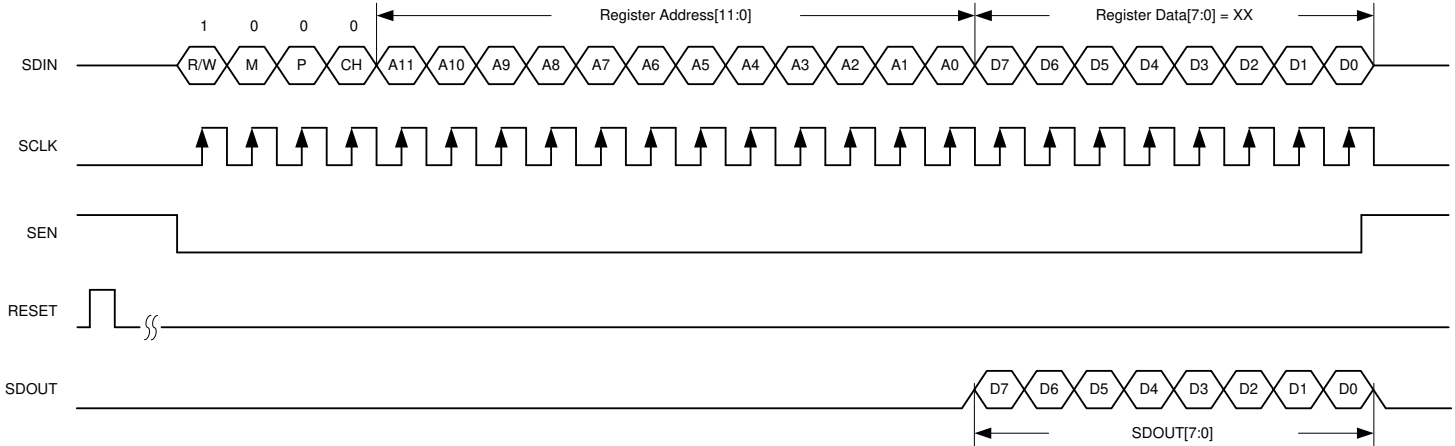 Register Address[11:0] Register Data[7:0] = XX
1 0 0 0
SDIN R/W M P CH A11 A10 A9 A8 A7 A6 A5 A4 A3 A2 A1 A0 D7 D6 D5 D4 D3 D2 D1 D0
SCLK
SEN
RESET
SDOUT D7 D6 D5 D4 D3 D2 D1 D0
SDOUT[7:0]